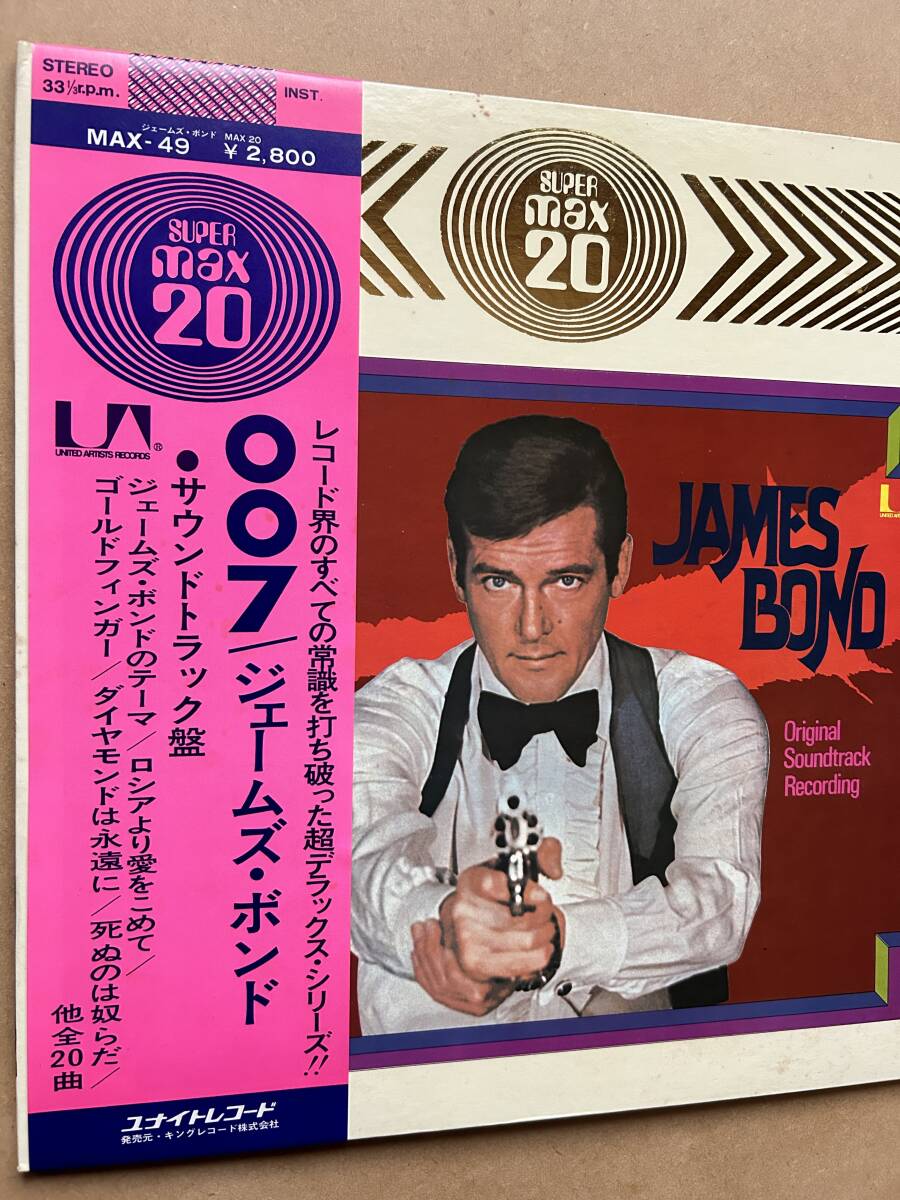 STEREO
33 1/3 r.p.m.
INST.
ジェームズ・ボンド MAX 20
MAX-49 ¥2,800
SUPER
max
20
UA
UNITED ARTISTS RECORDS®
レコード界のすべての常識を打ち破った超デラックス・シリーズ!!
007/ジェームズ・ボンド
●サウンドトラック盤
ジェームズ・ボンドのテーマ/ロシアより愛をこめて/
ゴールドフィンガー/ダイヤモンドは永遠に/死ぬのは奴らだ/
他全20曲
ユナイトレコード
発売元・キングレコード株式会社
SUPER
max
20
JAMES
BOND
Original
Soundtrack
Recording